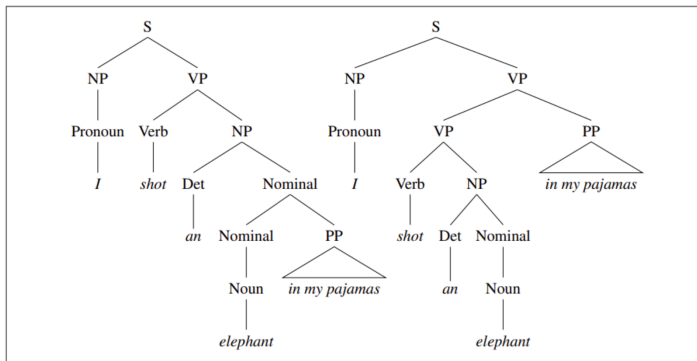 S S
NP VP NP VP
Pronoun Verb NP Pronoun VP PP
I shot Det Nominal I Verb NP in my pajamas
an Nominal PP shot Det Nominal
Noun in my pajamas an Noun
elephant elephant